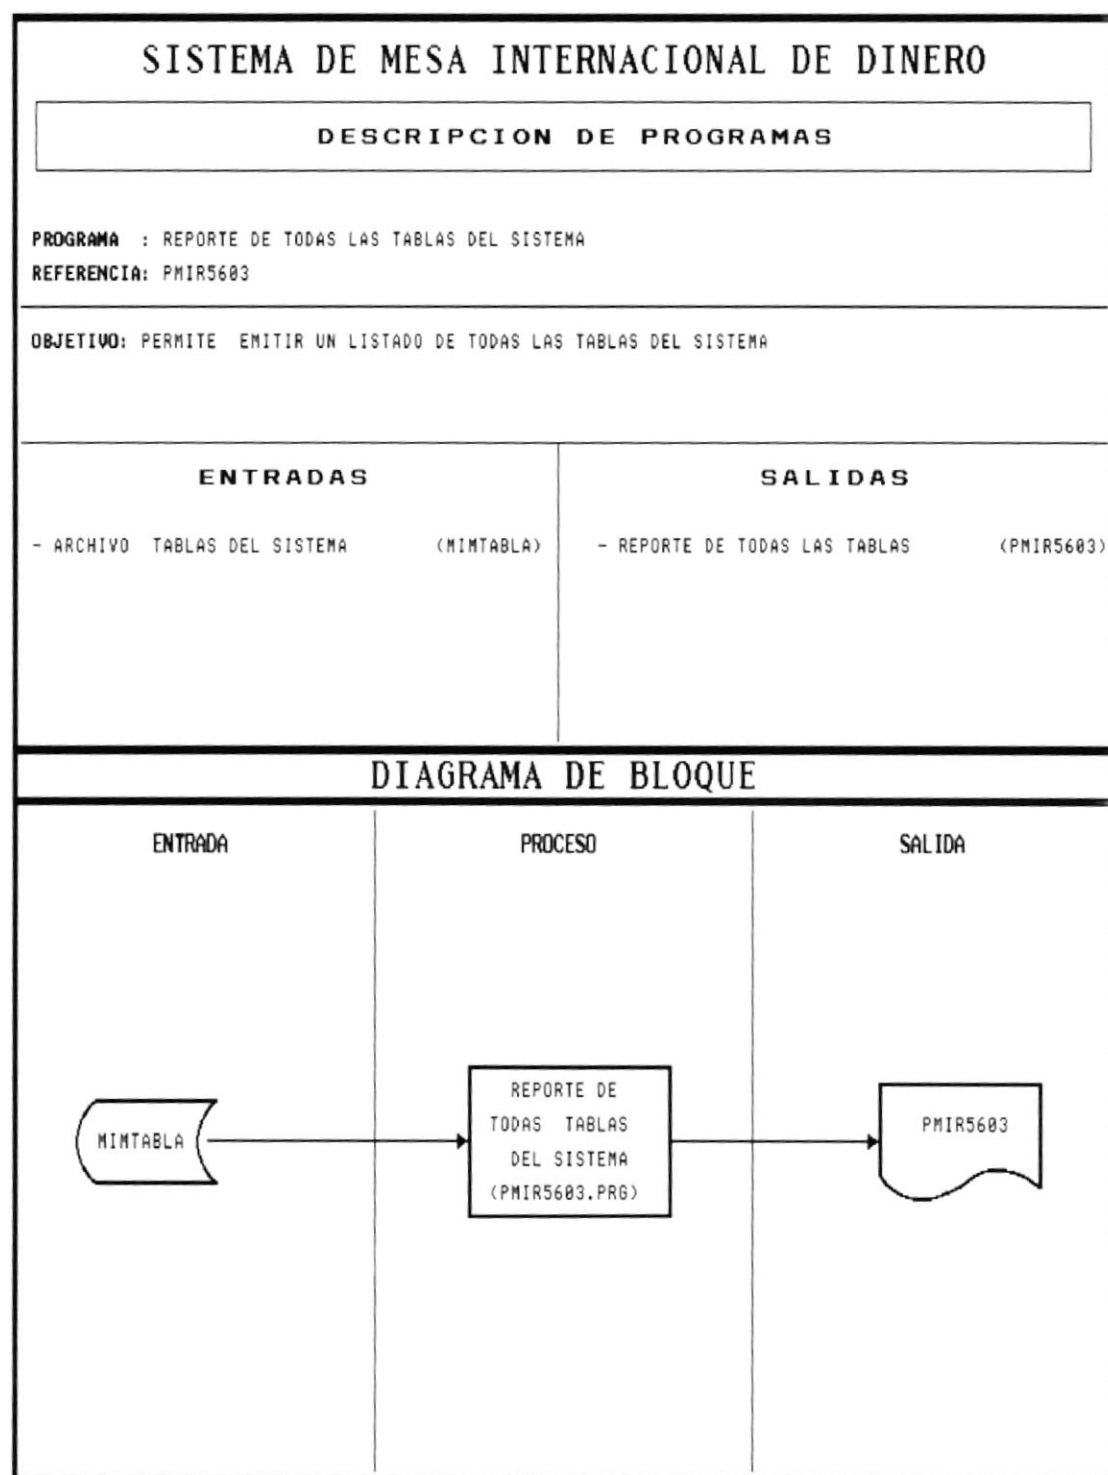 SISTEMA DE MESA INTERNACIONAL DE DINERO
DESCRIPCION DE PROGRAMAS
PROGRAMA : REPORTE DE TODAS LAS TABLAS DEL SISTEMA
REFERENCIA: PMIR5603
OBJETIVO: PERMITE EMITIR UN LISTADO DE TODAS LAS TABLAS DEL SISTEMA
ENTRADAS
- ARCHIVO TABLAS DEL SISTEMA (MIMTABLA)
SALIDAS
- REPORTE DE TODAS LAS TABLAS (PMIR5603)
DIAGRAMA DE BLOQUE
ENTRADA
PROCESO
SALIDA
MIMTABLA
REPORTE DE
TODAS TABLAS
DEL SISTEMA
(PMIR5603.PRG)
PMIR5603